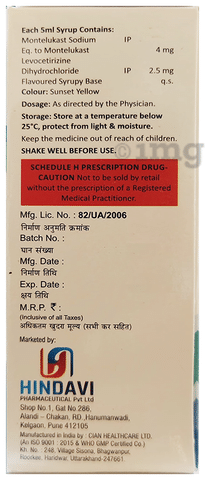 Each 5ml Syrup Contains:
Montelukast Sodium IP
Eq. to Montelukast 4 mg
Levocetirizine
Dihydrochloride IP 2.5 mg
Flavoured Syrupy Base q.s.
Colour: Sunset Yellow
Dosage: As directed by the Physician.
Storage: Store at a temperature below
25°C, protect from light & moisture.
Keep the medicine out of reach of children.
SHAKE WELL BEFORE USE.
SCHEDULE H PRESCRIPTION DRUG-
CAUTION Not to be sold by retail
without the prescription of a Registered
Medical Practitioner.
Mfg. Lic. No. : 82/UA/2006
निर्माण अनुमति क्रमांक
Batch No. :
घान संख्या
Mfg. Date :
निर्माण तिथि
Exp. Date :
क्षय तिथि
M.R.P. ₹ :
(Inclusive of all Taxes)
अधिकतम खुदरा मूल्य (सभी कर सहित)
Marketed by:
HINDAVI
PHARMACEUTICAL Pvt Ltd
Shop No.1, Gat No.286,
Alandi - Chakan, RD.,Hanumanwadi,
Kelgaon, Pune 412105
Manufactured in India by : CIAN HEALTHCARE LTD.
(An ISO 9001 : 2015 & WHO GMP Certified Co.)
Kh. No. : 248, Village Sisona, Bhagwanpur,
Roorkee, Haridwar, Uttarakhand-247661.
1mg